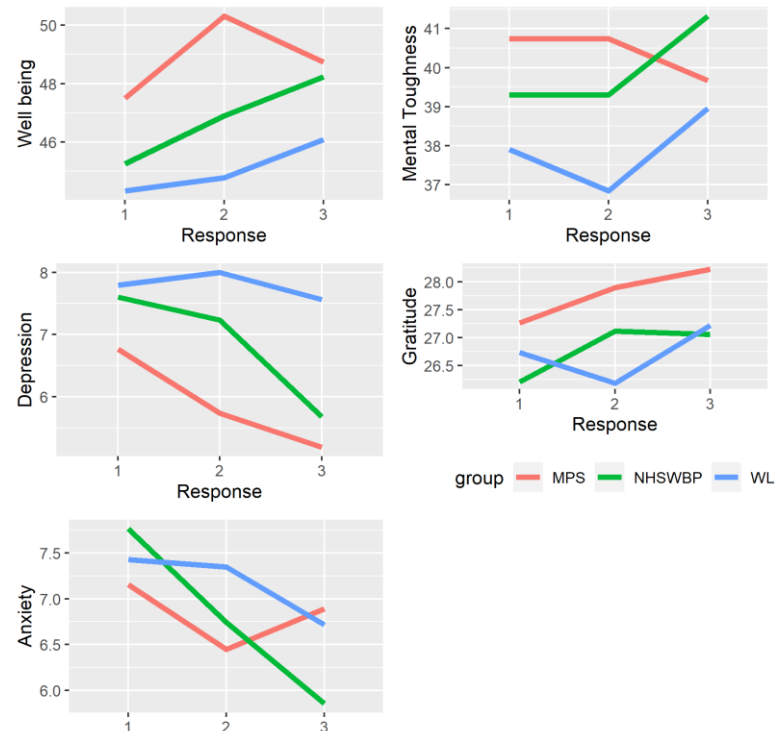 Well being
50
48
46
1 2 3
Response
Mental Toughness
41
40
39
38
37
1 2 3
Response
Depression
8
7
6
1 2 3
Response
Gratitude
28.0
27.5
27.0
26.5
1 2 3
Response
group MPS NHSWBP WL
Anxiety
7.5
7.0
6.5
6.0
1 2 3